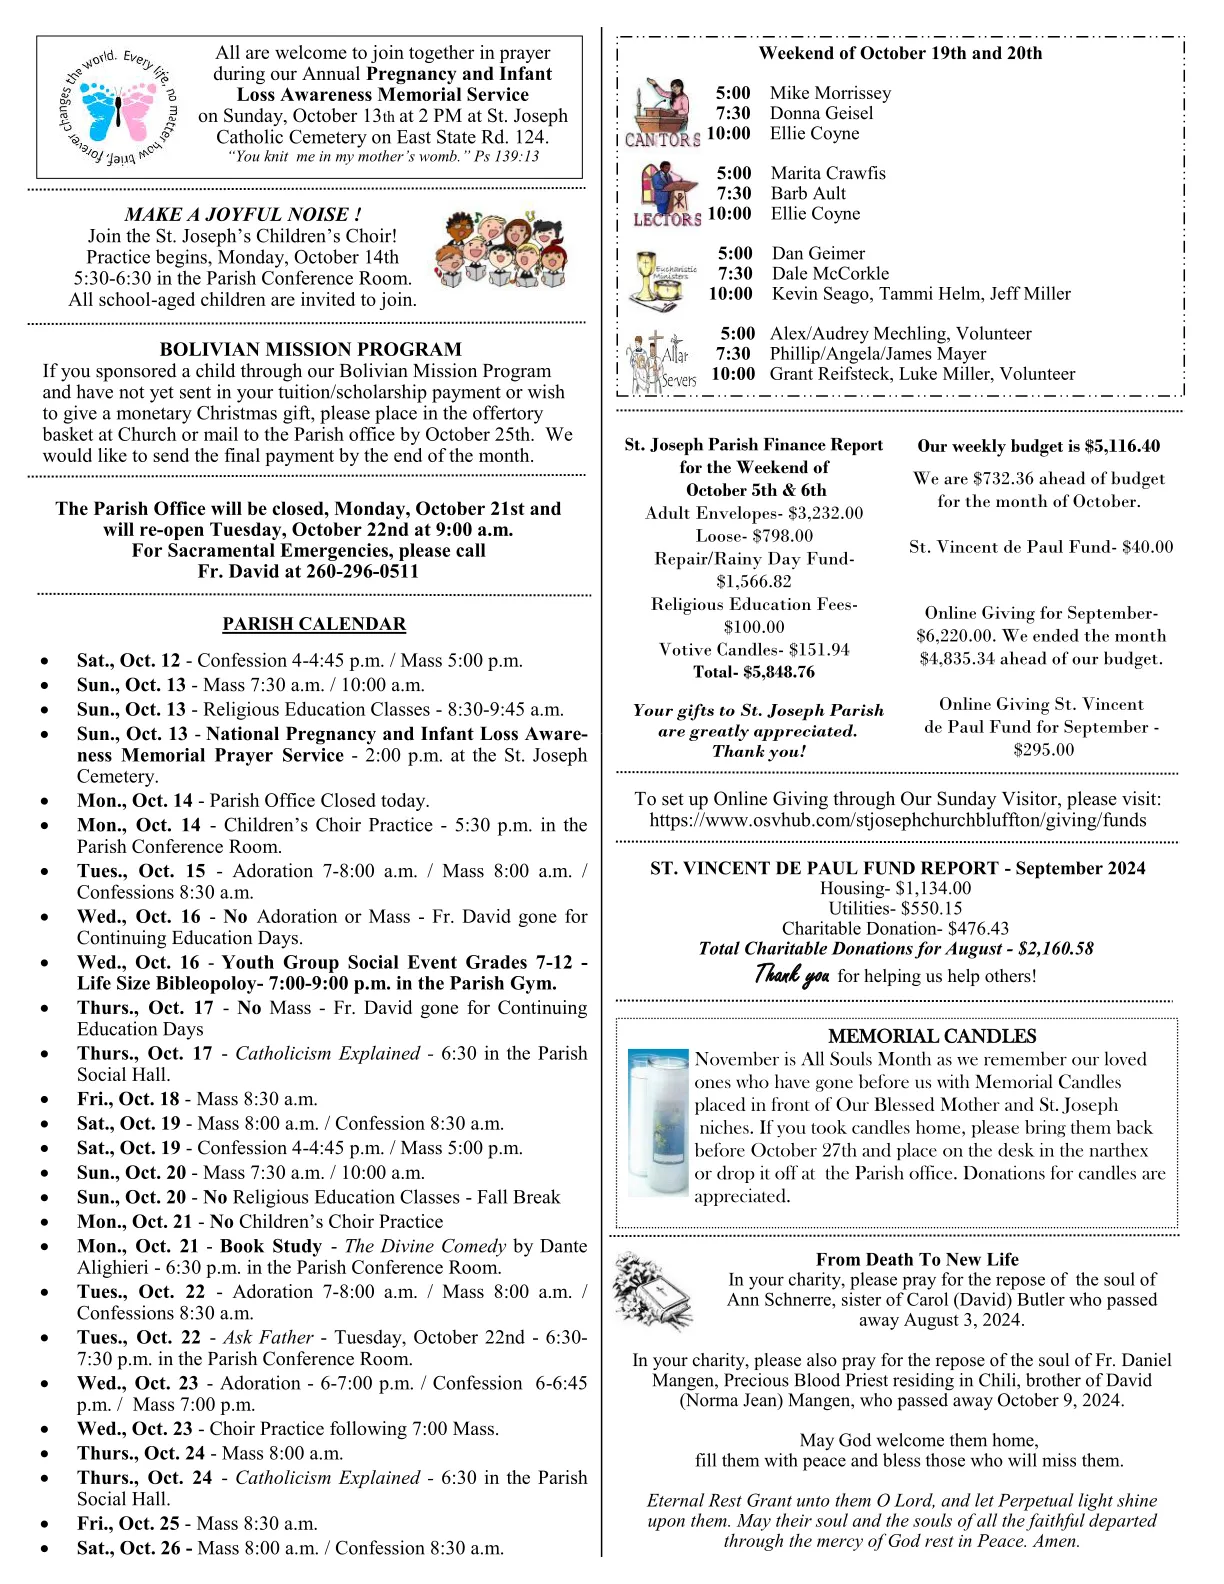 Every life, no matter how brief, forever changes the world.
All are welcome to join together in prayer
during our Annual Pregnancy and Infant
Loss Awareness Memorial Service
on Sunday, October 13th at 2 PM at St. Joseph
Catholic Cemetery on East State Rd. 124.
“You knit  me in my mother’s womb.” Ps 139:13
MAKE A JOYFUL NOISE !
Join the St. Joseph’s Children’s Choir!
Practice begins, Monday, October 14th
5:30-6:30 in the Parish Conference Room.
All school-aged children are invited to join.
BOLIVIAN MISSION PROGRAM
If you sponsored a child through our Bolivian Mission Program
and have not yet sent in your tuition/scholarship payment or wish
to give a monetary Christmas gift, please place in the offertory
basket at Church or mail to the Parish office by October 25th.  We
would like to send the final payment by the end of the month.
The Parish Office will be closed, Monday, October 21st and
will re-open Tuesday, October 22nd at 9:00 a.m.
For Sacramental Emergencies, please call
Fr. David at 260-296-0511
PARISH CALENDAR
• Sat., Oct. 12 - Confession 4-4:45 p.m. / Mass 5:00 p.m.
• Sun., Oct. 13 - Mass 7:30 a.m. / 10:00 a.m.
• Sun., Oct. 13 - Religious Education Classes - 8:30-9:45 a.m.
• Sun., Oct. 13 - National Pregnancy and Infant Loss Aware-
ness Memorial Prayer Service - 2:00 p.m. at the St. Joseph
Cemetery.
• Mon., Oct. 14 - Parish Office Closed today.
• Mon., Oct. 14 - Children’s Choir Practice - 5:30 p.m. in the
Parish Conference Room.
• Tues., Oct. 15 - Adoration 7-8:00 a.m. / Mass 8:00 a.m. /
Confessions 8:30 a.m.
• Wed., Oct. 16 - No Adoration or Mass - Fr. David gone for
Continuing Education Days.
• Wed., Oct. 16 - Youth Group Social Event Grades 7-12 -
Life Size Bibleopoloy- 7:00-9:00 p.m. in the Parish Gym.
• Thurs., Oct. 17 - No Mass - Fr. David gone for Continuing
Education Days
• Thurs., Oct. 17 - Catholicism Explained - 6:30 in the Parish
Social Hall.
• Fri., Oct. 18 - Mass 8:30 a.m.
• Sat., Oct. 19 - Mass 8:00 a.m. / Confession 8:30 a.m.
• Sat., Oct. 19 - Confession 4-4:45 p.m. / Mass 5:00 p.m.
• Sun., Oct. 20 - Mass 7:30 a.m. / 10:00 a.m.
• Sun., Oct. 20 - No Religious Education Classes - Fall Break
• Mon., Oct. 21 - No Children’s Choir Practice
• Mon., Oct. 21 - Book Study - The Divine Comedy by Dante
Alighieri - 6:30 p.m. in the Parish Conference Room.
• Tues., Oct. 22 - Adoration 7-8:00 a.m. / Mass 8:00 a.m. /
Confessions 8:30 a.m.
• Tues., Oct. 22 - Ask Father - Tuesday, October 22nd - 6:30-
7:30 p.m. in the Parish Conference Room.
• Wed., Oct. 23 - Adoration - 6-7:00 p.m. / Confession  6-6:45
p.m. /  Mass 7:00 p.m.
• Wed., Oct. 23 - Choir Practice following 7:00 Mass.
• Thurs., Oct. 24 - Mass 8:00 a.m.
• Thurs., Oct. 24 - Catholicism Explained - 6:30 in the Parish
Social Hall.
• Fri., Oct. 25 - Mass 8:30 a.m.
• Sat., Oct. 26 - Mass 8:00 a.m. / Confession 8:30 a.m.
Weekend of October 19th and 20th
CANTORS
5:00 Mike Morrissey
7:30 Donna Geisel
10:00 Ellie Coyne
LECTORS
5:00 Marita Crawfis
7:30 Barb Ault
10:00 Ellie Coyne
Eucharistic
Ministers
5:00 Dan Geimer
7:30 Dale McCorkle
10:00 Kevin Seago, Tammi Helm, Jeff Miller
Altar
Servers
5:00 Alex/Audrey Mechling, Volunteer
7:30 Phillip/Angela/James Mayer
10:00 Grant Reifsteck, Luke Miller, Volunteer
St. Joseph Parish Finance Report
for the Weekend of
October 5th & 6th
Adult Envelopes- $3,232.00
Loose- $798.00
Repair/Rainy Day Fund-
$1,566.82
Religious Education Fees-
$100.00
Votive Candles- $151.94
Total- $5,848.76
Your gifts to St. Joseph Parish
are greatly appreciated.
Thank you!
Our weekly budget is $5,116.40
We are $732.36 ahead of budget
for the month of October.
St. Vincent de Paul Fund- $40.00
Online Giving for September-
$6,220.00. We ended the month
$4,835.34 ahead of our budget.
Online Giving St. Vincent
de Paul Fund for September -
$295.00
To set up Online Giving through Our Sunday Visitor, please visit:
https://www.osvhub.com/stjosephchurchbluffton/giving/funds
ST. VINCENT DE PAUL FUND REPORT - September 2024
Housing- $1,134.00
Utilities- $550.15
Charitable Donation- $476.43
Total Charitable Donations for August - $2,160.58
Thank you for helping us help others!
MEMORIAL CANDLES
November is All Souls Month as we remember our loved
ones who have gone before us with Memorial Candles
placed in front of Our Blessed Mother and St. Joseph
niches. If you took candles home, please bring them back
before October 27th and place on the desk in the narthex
or drop it off at  the Parish office. Donations for candles are
appreciated.
From Death To New Life
In your charity, please pray for the repose of  the soul of
Ann Schnerre, sister of Carol (David) Butler who passed
away August 3, 2024.
In your charity, please also pray for the repose of the soul of Fr. Daniel
Mangen, Precious Blood Priest residing in Chili, brother of David
(Norma Jean) Mangen, who passed away October 9, 2024.
May God welcome them home,
fill them with peace and bless those who will miss them.
Eternal Rest Grant unto them O Lord, and let Perpetual light shine
upon them. May their soul and the souls of all the faithful departed
through the mercy of God rest in Peace. Amen.